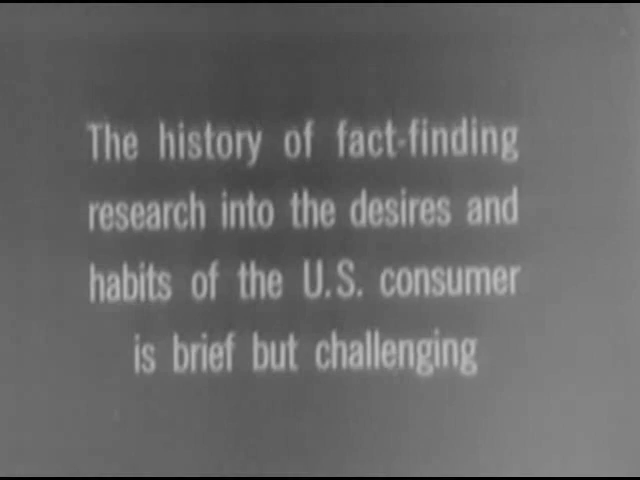 The history of fact-finding
research into the desires and
habits of the U.S. consumer
is brief but challenging